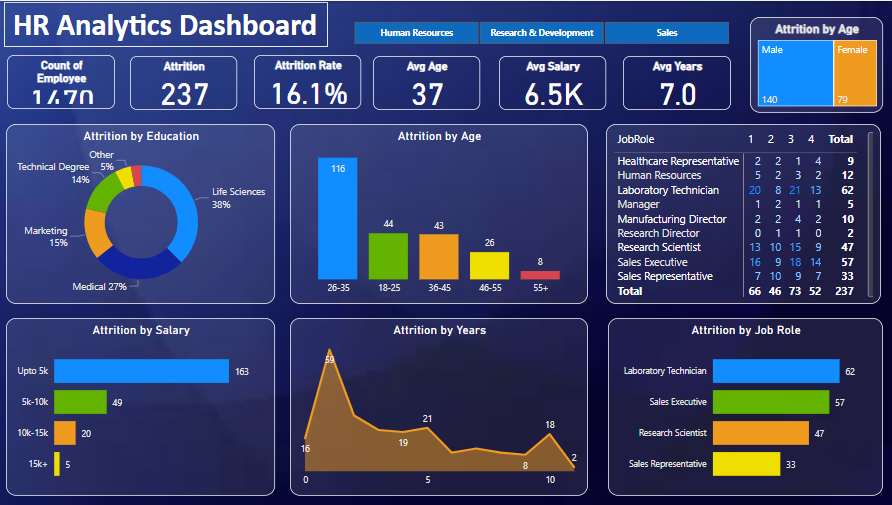 HR Analytics Dashboard
Human Resources
Research & Development
Sales
Attrition by Age
Male
Female
140
79
Count of
Employee
1470
Attrition
237
Attrition Rate
16.1%
Avg Age
37
Avg Salary
6.5K
Avg Years
7.0
Attrition by Education
Other
5%
Technical Degree
14%
Life Sciences
38%
Marketing
15%
Medical 27%
Attrition by Age
116
44
43
26
8
26-35 18-25 36-45 46-55 55+
JobRole 1 2 3 4 Total
Healthcare Representative 2 2 1 4 9
Human Resources 5 2 3 2 12
Laboratory Technician 20 8 21 13 62
Manager 1 2 1 1 5
Manufacturing Director 2 2 4 2 10
Research Director 0 1 1 0 2
Research Scientist 13 10 15 9 47
Sales Executive 16 9 18 14 57
Sales Representative 7 10 9 7 33
Total 66 46 73 52 237
Attrition by Salary
Upto 5k 163
5k-10k 49
10k-15k 20
15k+ 5
Attrition by Years
59
16
19
21
8
18
2
0 5 10
Attrition by Job Role
Laboratory Technician 62
Sales Executive 57
Research Scientist 47
Sales Representative 33